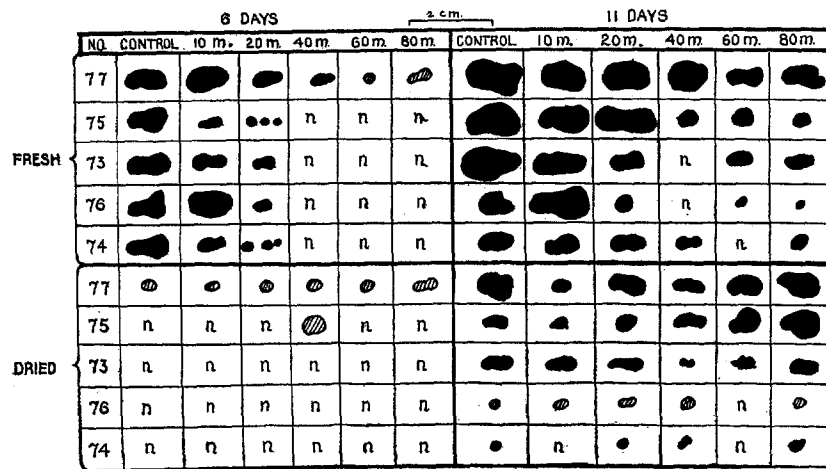 6 DAYS 2 cm. 11 DAYS
NO. CONTROL 10 m. 20 m. 40 m. 60 m. 80 m. CONTROL 10 m. 20 m. 40 m. 60 m. 80 m.
77
75 n n n
FRESH 73 n n n n
76 n n n n
74 n n n n
77
75 n n n n n
DRIED 73 n n n n n n
76 n n n n n n n
74 n n n n n n n n